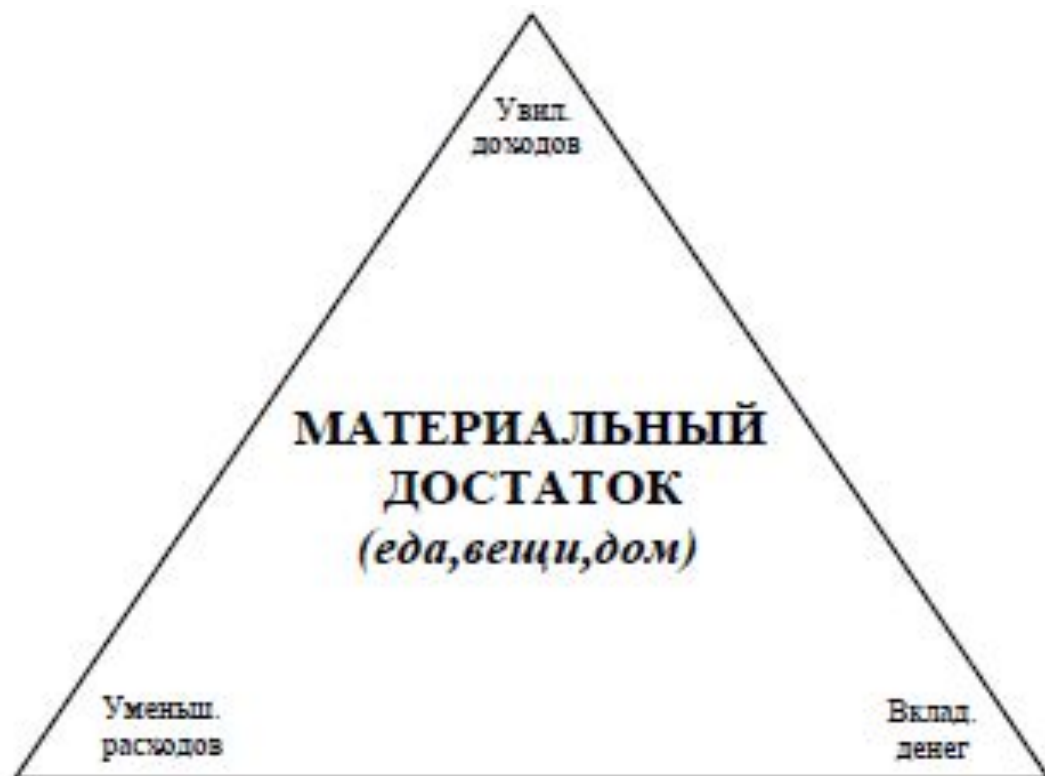 Увил.
доходов
МАТЕРИАЛЬНЫЙ
ДОСТАТОК
(еда,вещи,дом)
Уменьш.
расходов
Вклад.
денег